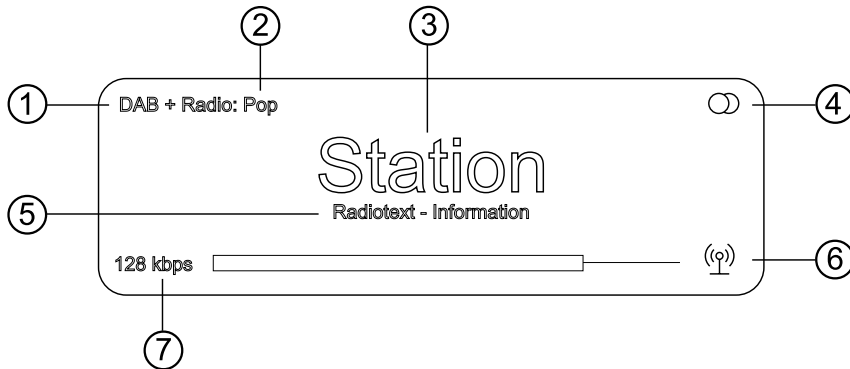 2 3
1 DAB + Radio: Pop 4
Station
5 Radiotext - Information
128 kbps 6
7